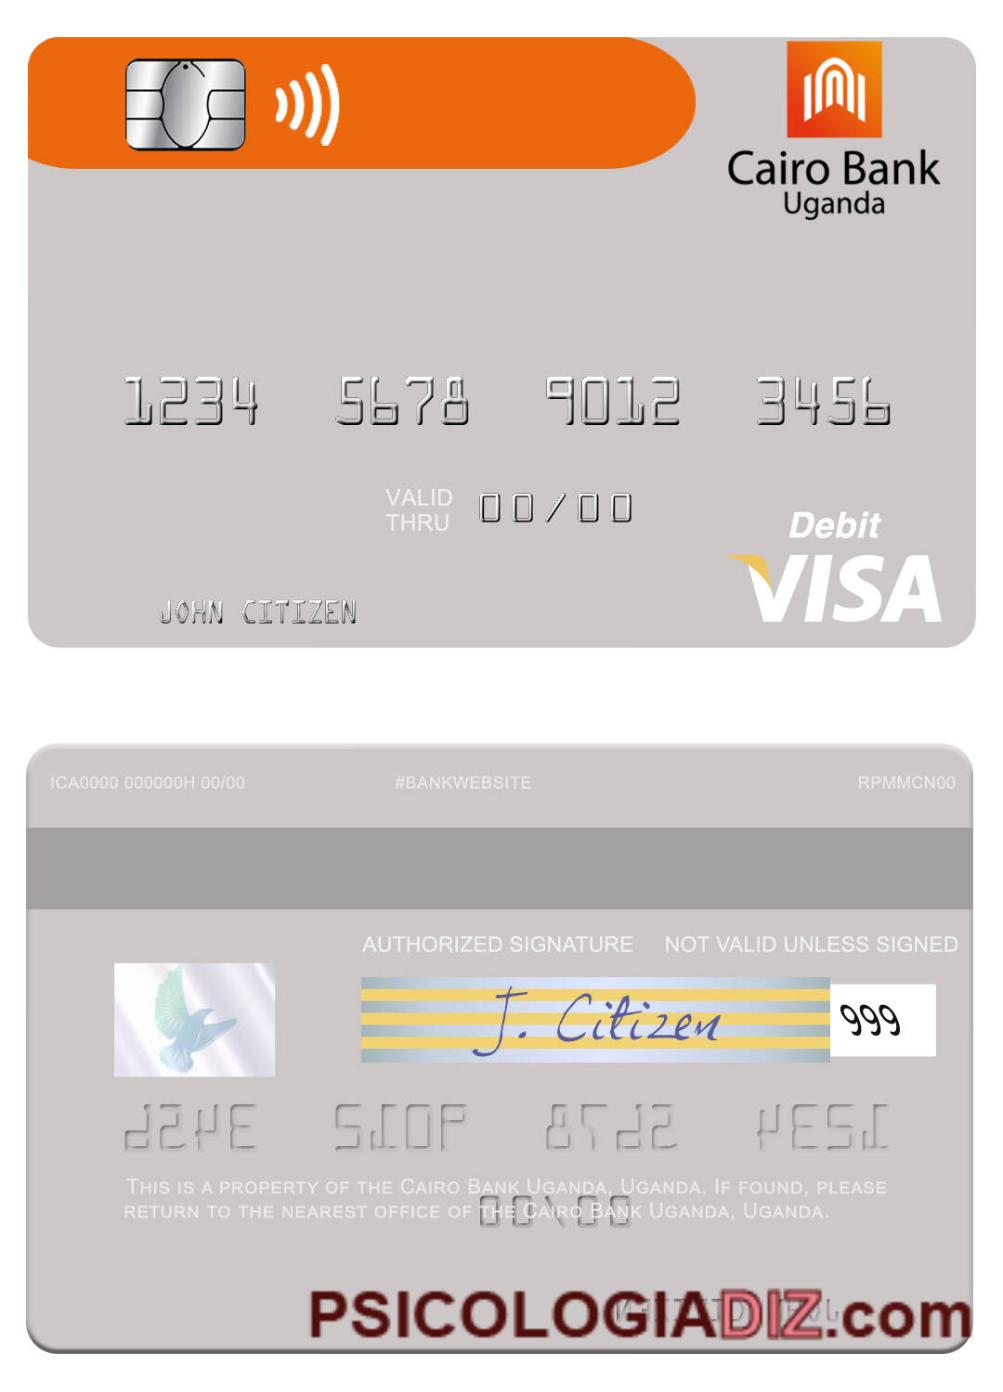 Cairo Bank
Uganda
1234 5678 9012 3456
VALID
THRU 00/00
Debit
VISA
JOHN CITIZEN
ICA0000 000000H 00/00 #BANKWEBSITE RPMMCN00
AUTHORIZED SIGNATURE NOT VALID UNLESS SIGNED
J. Citizen 999
THIS IS A PROPERTY OF THE CAIRO BANK UGANDA, UGANDA. IF FOUND, PLEASE
RETURN TO THE NEAREST OFFICE OF THE CAIRO BANK UGANDA, UGANDA.
PSICOLOGIADIZ.com